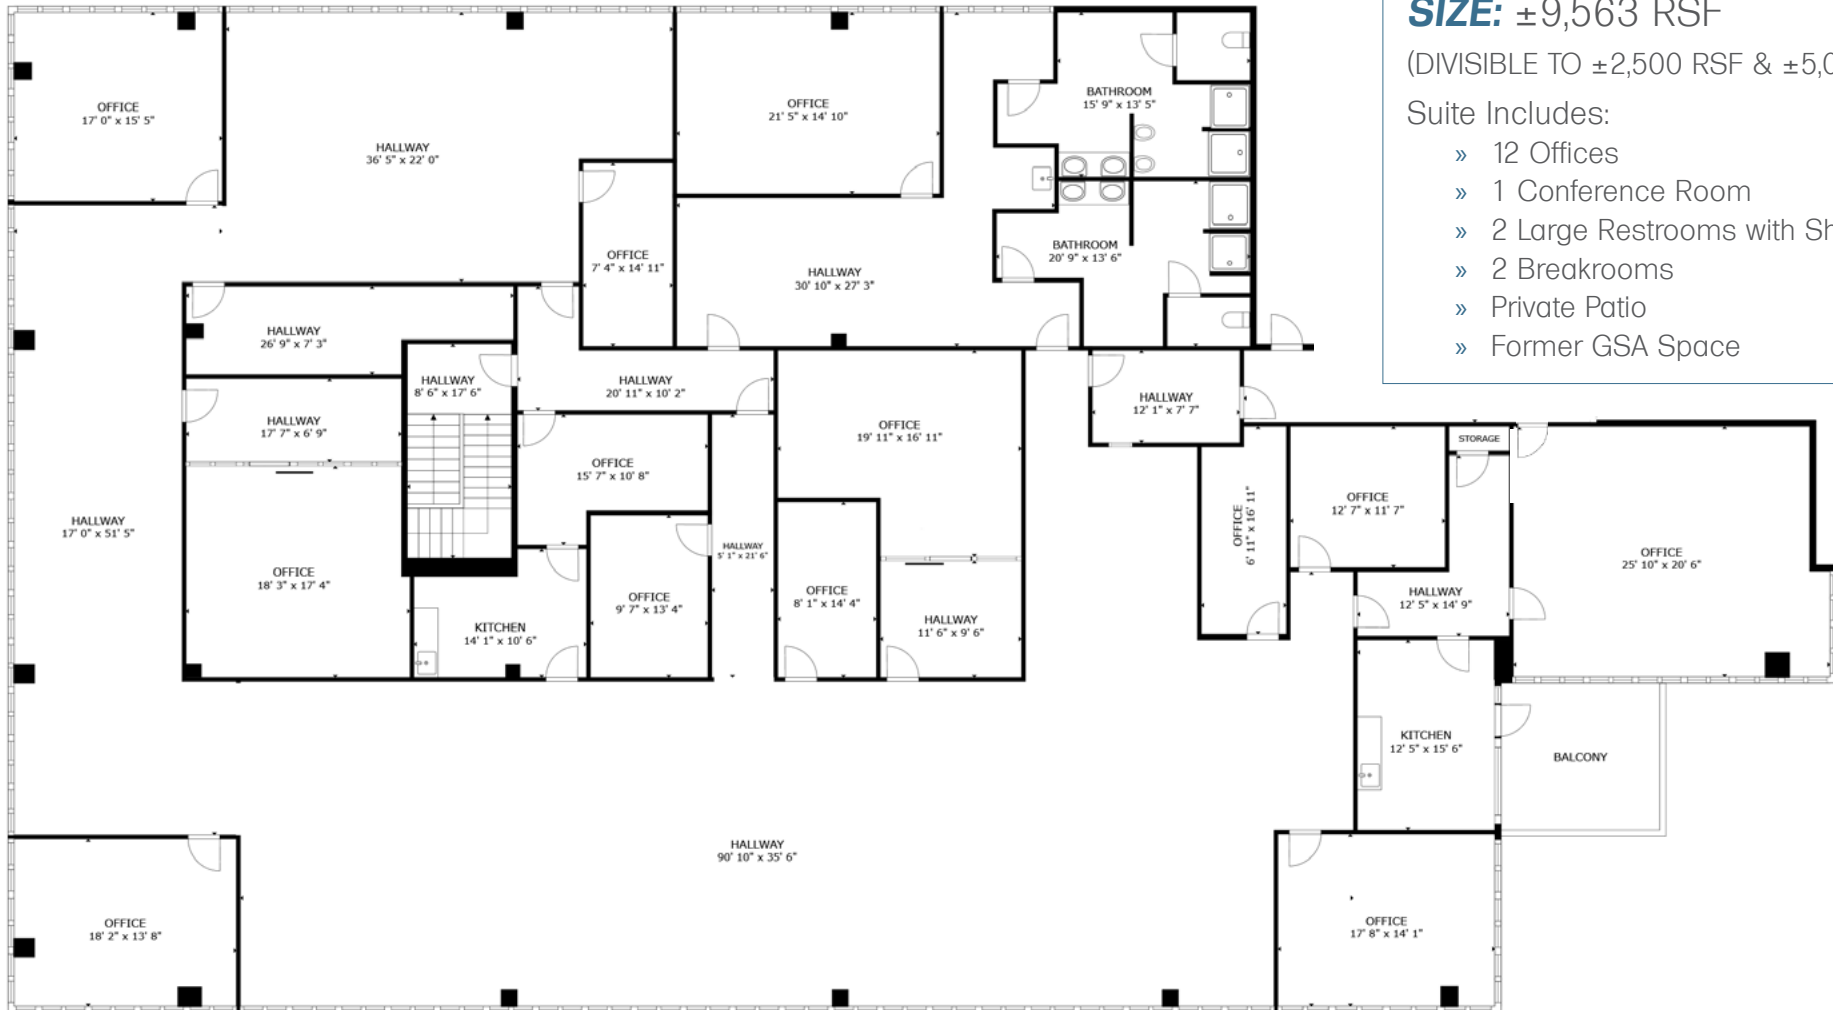 SIZE: ±9,563 RSF
(DIVISIBLE TO ±2,500 RSF & ±5,0
Suite Includes:
» 12 Offices
» 1 Conference Room
» 2 Large Restrooms with Sh
» 2 Breakrooms
» Private Patio
» Former GSA Space
OFFICE
17' 0" x 15' 5"
HALLWAY
36' 5" x 22' 0"
OFFICE
21' 5" x 14' 10"
BATHROOM
15' 9" x 13' 5"
OFFICE
7' 4" x 14' 11"
HALLWAY
30' 10" x 27' 3"
BATHROOM
20' 9" x 13' 6"
HALLWAY
26' 9" x 7' 3"
HALLWAY
8' 6" x 17' 6"
HALLWAY
20' 11" x 10' 2"
HALLWAY
17' 7" x 6' 9"
OFFICE
19' 11" x 16' 11"
HALLWAY
12' 1" x 7' 7"
STORAGE
OFFICE
15' 7" x 10' 8"
OFFICE
12' 7" x 11' 7"
OFFICE
6' 11" x 16' 11"
HALLWAY
17' 0" x 51' 5"
HALLWAY
5' 1" x 21' 6"
OFFICE
25' 10" x 20' 6"
OFFICE
18' 3" x 17' 4"
OFFICE
9' 7" x 13' 4"
OFFICE
8' 1" x 14' 4"
HALLWAY
12' 5" x 14' 9"
KITCHEN
14' 1" x 10' 6"
HALLWAY
11' 6" x 9' 6"
KITCHEN
12' 5" x 15' 6"
BALCONY
HALLWAY
90' 10" x 35' 6"
OFFICE
18' 2" x 13' 8"
OFFICE
17' 8" x 14' 1"